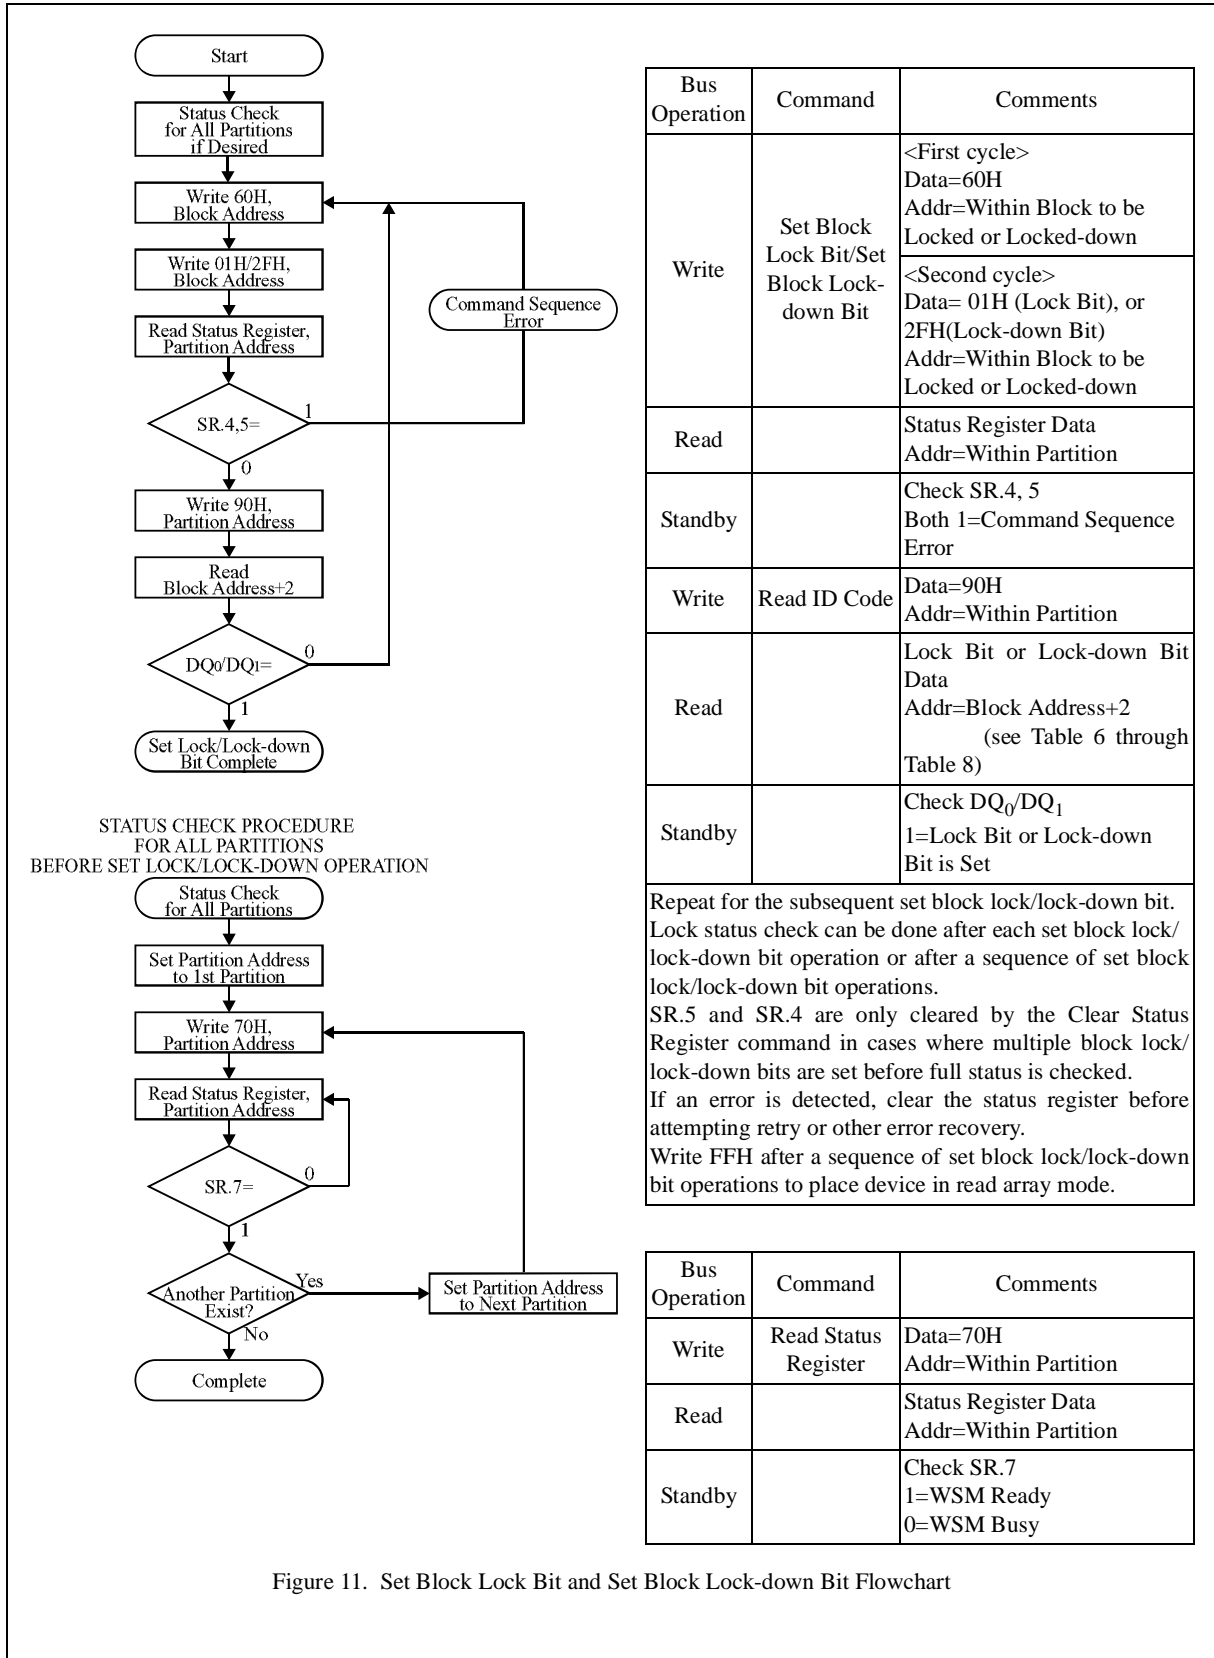 Start
Status Check
for All Partitions
if Desired
Write 60H,
Block Address
Write 01H/2FH,
Block Address
Command Sequence
Error
Read Status Register,
Partition Address
1
SR.4,5=
0
Write 90H,
Partition Address
Read
Block Address+2
0
DQ0/DQ1=
1
Set Lock/Lock-down
Bit Complete
STATUS CHECK PROCEDURE
FOR ALL PARTITIONS
BEFORE SET LOCK/LOCK-DOWN OPERATION
Status Check
for All Partitions
Set Partition Address
to 1st Partition
Write 70H,
Partition Address
Read Status Register,
Partition Address
0
SR.7=
1
Yes
Another Partition
Exist?
Set Partition Address
to Next Partition
No
Complete
Bus
Operation
Command
Comments
Write
Set Block
Lock Bit/Set
Block Lock-
down Bit
<First cycle>
Data=60H
Addr=Within Block to be
Locked or Locked-down
<Second cycle>
Data= 01H (Lock Bit), or
2FH(Lock-down Bit)
Addr=Within Block to be
Locked or Locked-down
Read
Status Register Data
Addr=Within Partition
Standby
Check SR.4, 5
Both 1=Command Sequence
Error
Write
Read ID Code
Data=90H
Addr=Within Partition
Read
Lock Bit or Lock-down Bit
Data
Addr=Block Address+2
(see Table 6 through
Table 8)
Standby
Check DQ0/DQ1
1=Lock Bit or Lock-down
Bit is Set
Repeat for the subsequent set block lock/lock-down bit.
Lock status check can be done after each set block lock/
lock-down bit operation or after a sequence of set block
lock/lock-down bit operations.
SR.5 and SR.4 are only cleared by the Clear Status
Register command in cases where multiple block lock/
lock-down bits are set before full status is checked.
If an error is detected, clear the status register before
attempting retry or other error recovery.
Write FFH after a sequence of set block lock/lock-down
bit operations to place device in read array mode.
Bus
Operation
Command
Comments
Write
Read Status
Register
Data=70H
Addr=Within Partition
Read
Status Register Data
Addr=Within Partition
Standby
Check SR.7
1=WSM Ready
0=WSM Busy
Figure 11. Set Block Lock Bit and Set Block Lock-down Bit Flowchart